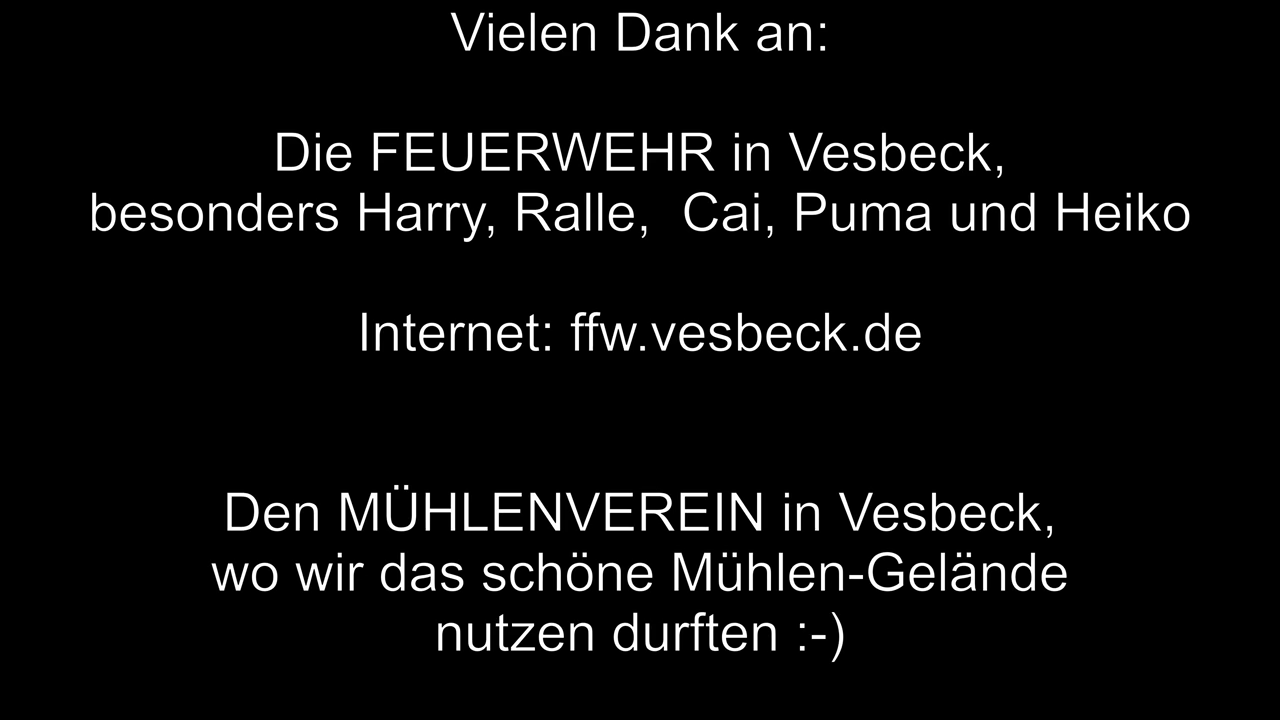 Vielen Dank an:
Die FEUERWEHR in Vesbeck,
besonders Harry, Ralle,  Cai, Puma und Heiko
Internet: ffw.vesbeck.de
Den MÜHLENVEREIN in Vesbeck,
wo wir das schöne Mühlen-Gelände
nutzen durften :-)